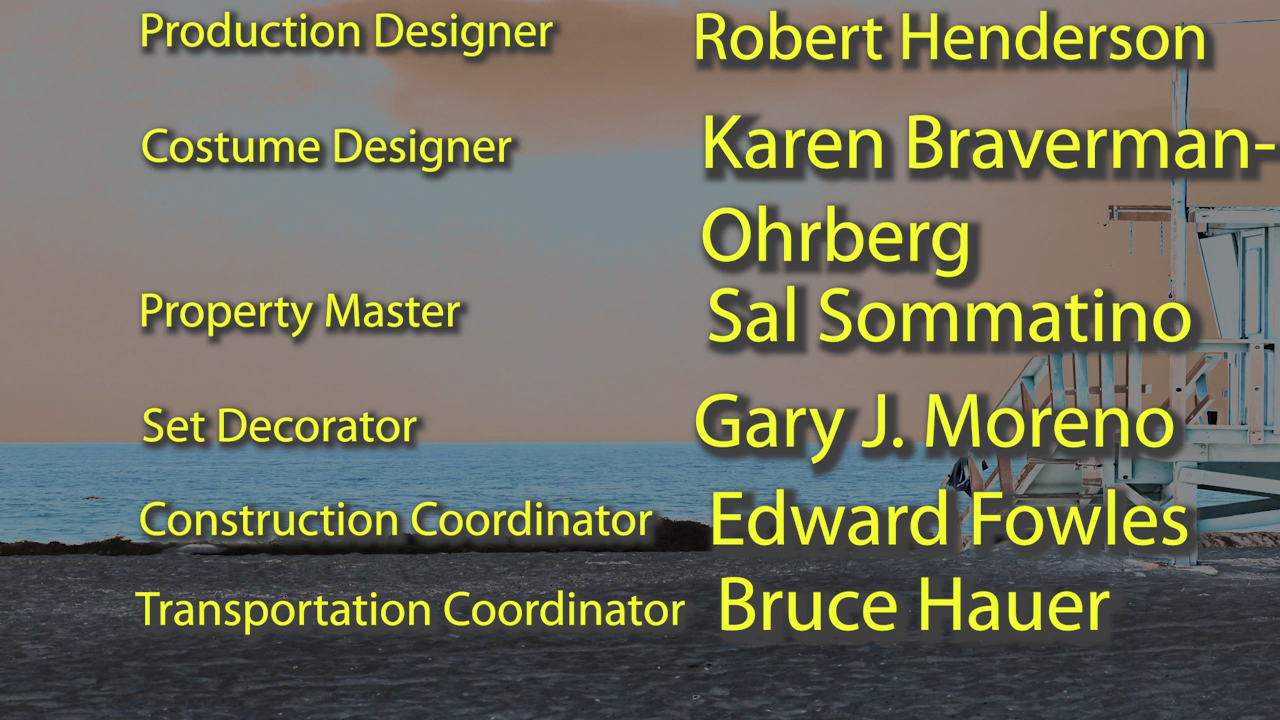 Production Designer Robert Henderson
Costume Designer Karen Braverman-
Ohrberg
Property Master Sal Sommatino
Set Decorator Gary J. Moreno
Construction Coordinator Edward Fowles
Transportation Coordinator Bruce Hauer